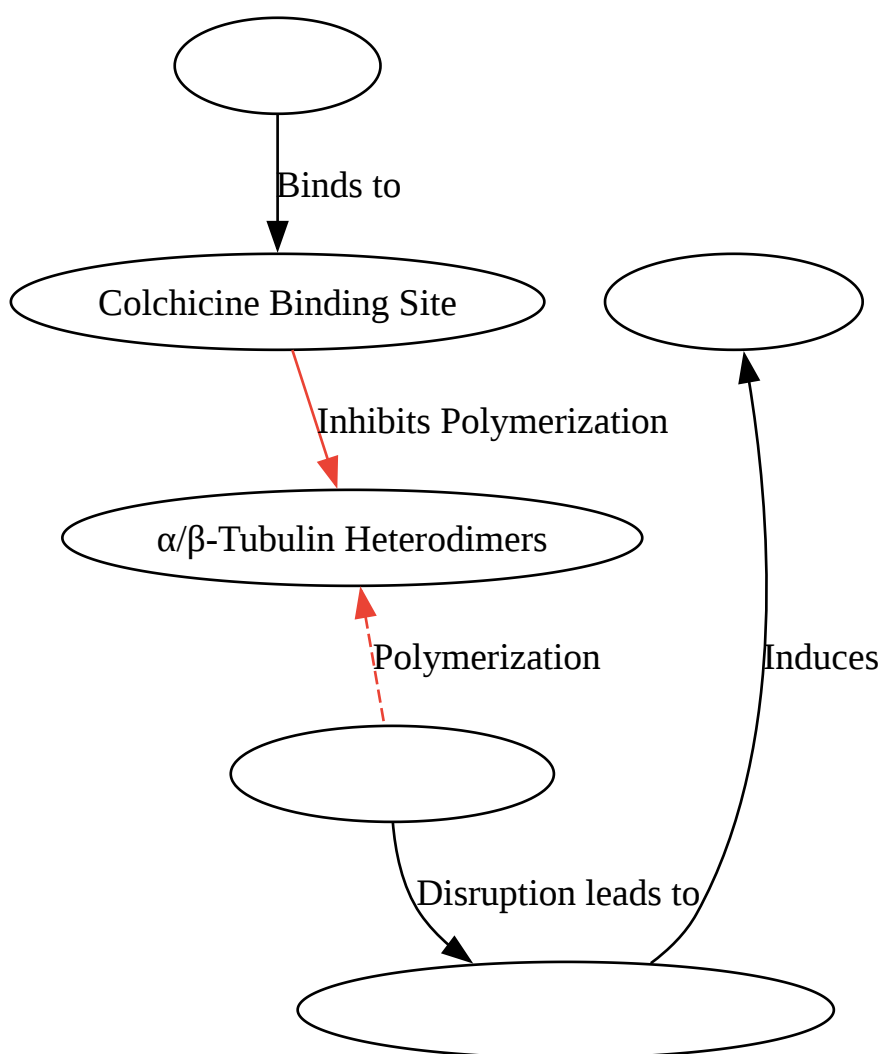 Binds to
Colchicine Binding Site
Inhibits Polymerization
α/β-Tubulin Heterodimers
Polymerization
Induces
Disruption leads to